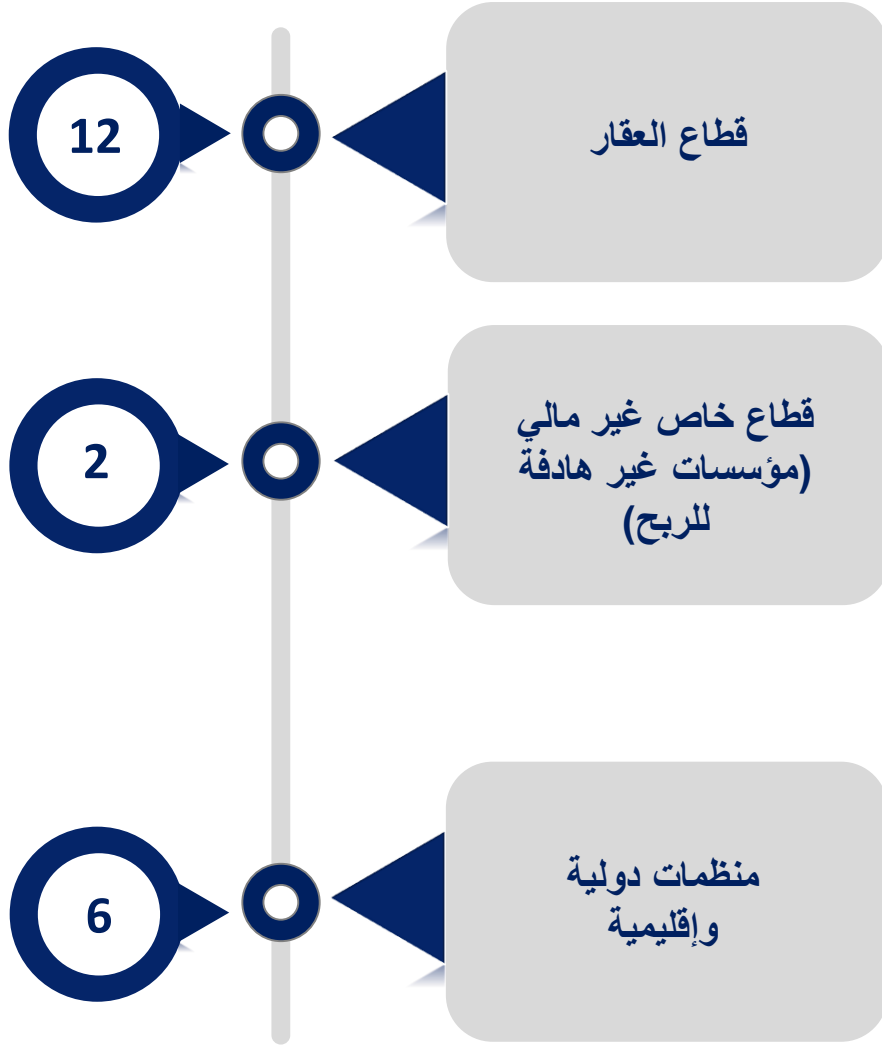 قطاع العقار
12
قطاع خاص غير مالي
(مؤسسات غير هادفة
للربح)
2
منظمات دولية
وإقليمية
6